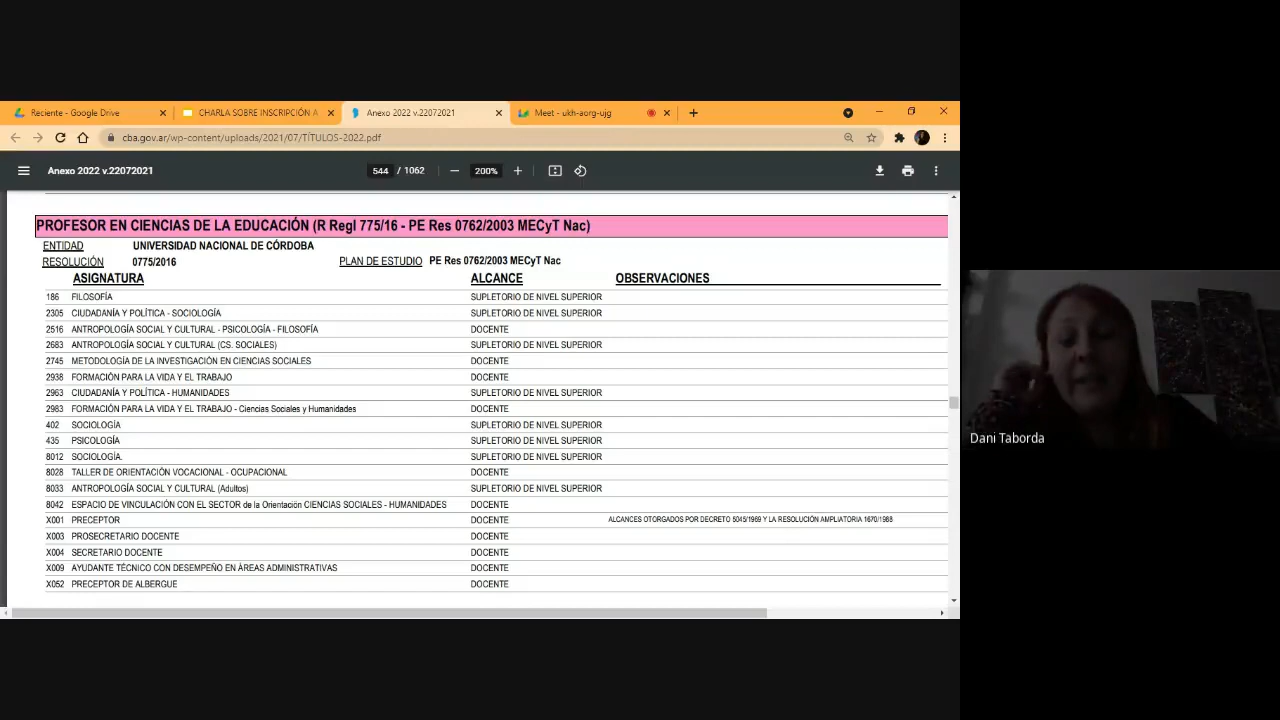 Reciente - Google Drive
CHARLA SOBRE INSCRIPCIÓN A
Anexo 2022 v.22072021
Meet - ukh-aorg-ujg
cba.gov.ar/wp-content/uploads/2021/07/TÍTULOS-2022.pdf
Anexo 2022 v.22072021 544 / 1062 200%
PROFESOR EN CIENCIAS DE LA EDUCACIÓN (R Regl 775/16 - PE Res 0762/2003 MECyT Nac)
ENTIDAD UNIVERSIDAD NACIONAL DE CÓRDOBA
RESOLUCIÓN 0775/2016 PLAN DE ESTUDIO PE Res 0762/2003 MECyT Nac
ASIGNATURA ALCANCE OBSERVACIONES
186 FILOSOFÍA SUPLETORIO DE NIVEL SUPERIOR
2305 CIUDADANÍA Y POLÍTICA - SOCIOLOGÍA SUPLETORIO DE NIVEL SUPERIOR
2516 ANTROPOLOGÍA SOCIAL Y CULTURAL - PSICOLOGÍA - FILOSOFÍA DOCENTE
2683 ANTROPOLOGÍA SOCIAL Y CULTURAL (CS. SOCIALES) SUPLETORIO DE NIVEL SUPERIOR
2745 METODOLOGÍA DE LA INVESTIGACIÓN EN CIENCIAS SOCIALES DOCENTE
2938 FORMACIÓN PARA LA VIDA Y EL TRABAJO DOCENTE
2963 CIUDADANÍA Y POLÍTICA - HUMANIDADES SUPLETORIO DE NIVEL SUPERIOR
2983 FORMACIÓN PARA LA VIDA Y EL TRABAJO - Ciencias Sociales y Humanidades DOCENTE
402 SOCIOLOGÍA SUPLETORIO DE NIVEL SUPERIOR
435 PSICOLOGÍA SUPLETORIO DE NIVEL SUPERIOR
8012 SOCIOLOGÍA. SUPLETORIO DE NIVEL SUPERIOR
8028 TALLER DE ORIENTACIÓN VOCACIONAL - OCUPACIONAL DOCENTE
8033 ANTROPOLOGÍA SOCIAL Y CULTURAL (Adultos) SUPLETORIO DE NIVEL SUPERIOR
8042 ESPACIO DE VINCULACIÓN CON EL SECTOR de la Orientación CIENCIAS SOCIALES - HUMANIDADES DOCENTE
X001 PRECEPTOR DOCENTE ALCANCES OTORGADOS POR DECRETO 5045/1969 Y LA RESOLUCIÓN AMPLIATORIA 1670/1988
X003 PROSECRETARIO DOCENTE DOCENTE
X004 SECRETARIO DOCENTE DOCENTE
X009 AYUDANTE TÉCNICO CON DESEMPEÑO EN ÁREAS ADMINISTRATIVAS DOCENTE
X052 PRECEPTOR DE ALBERGUE DOCENTE
Dani Taborda